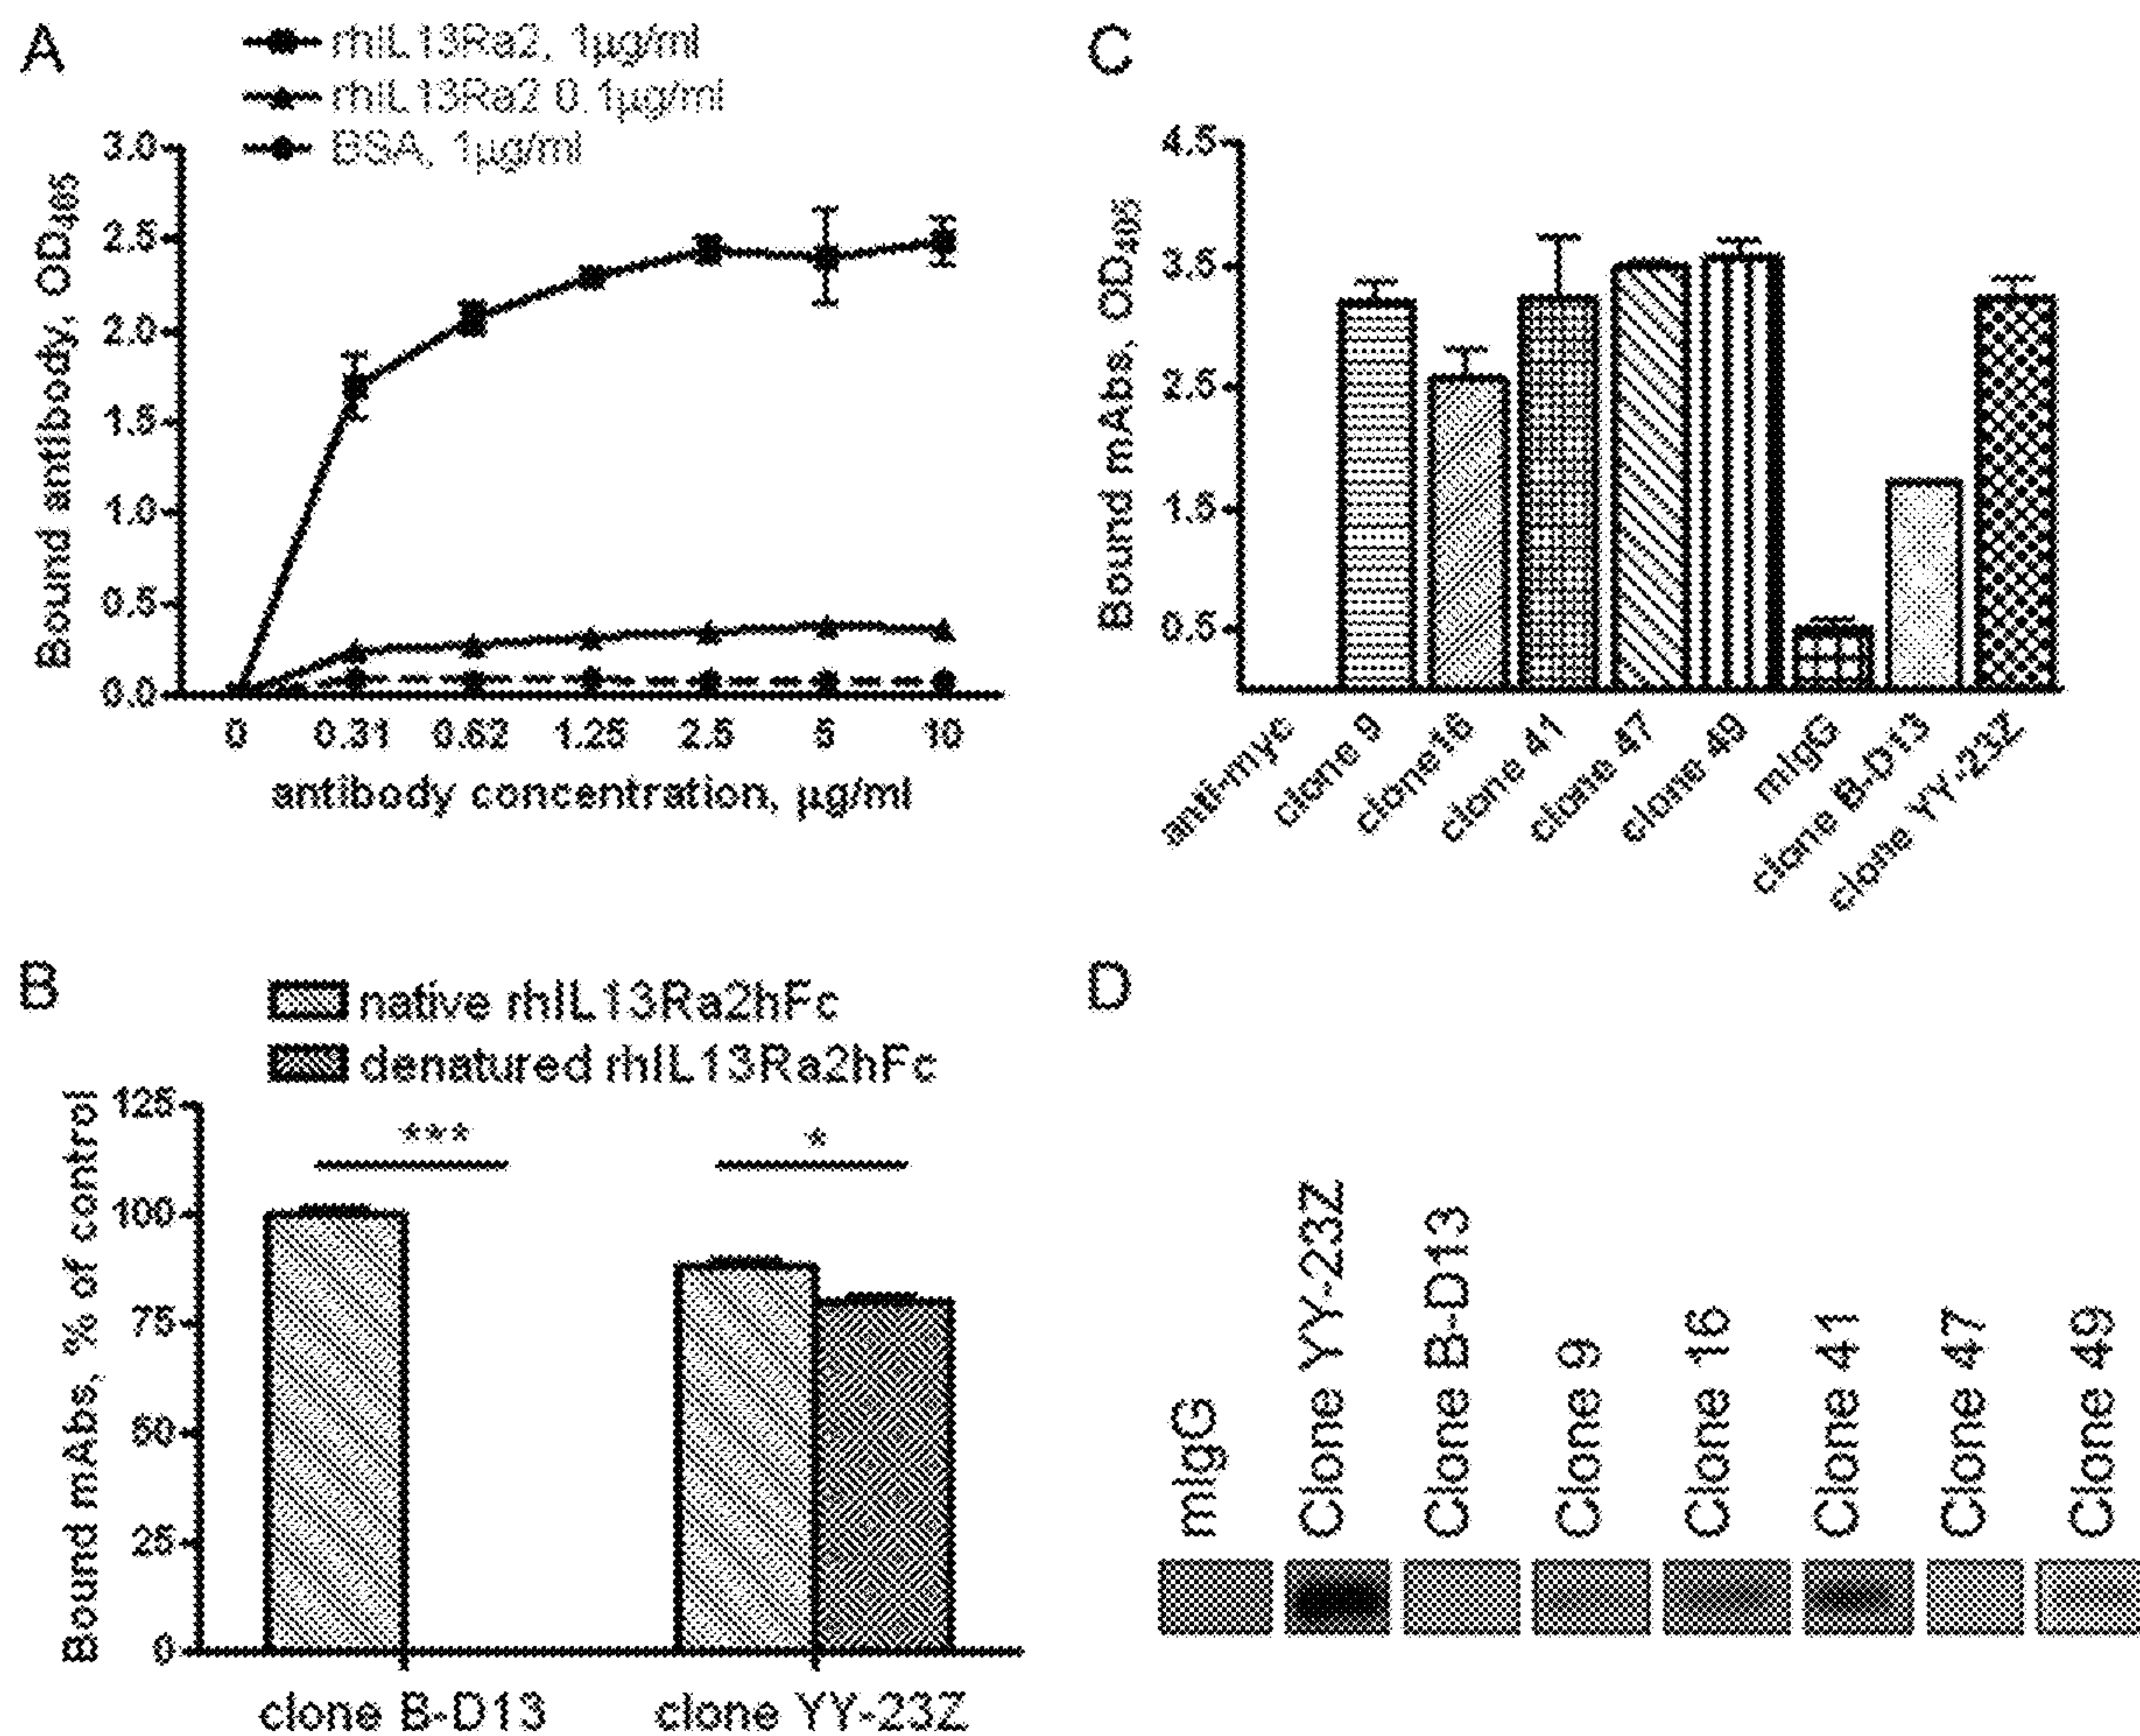 A
rhIL13Ra2, 1µg/ml
rhIL13Ra2 0.1µg/ml
BSA, 1µg/ml
Bound antibody, OD405
3.0
2.5
2.0
1.5
1.0
0.5
0.0
0 0.31 0.62 1.25 2.5 5 10
antibody concentration, µg/ml
C
Bound mAbs, OD405
4.5
3.5
2.5
1.5
0.5
anti-myc
clone 9
clone16
clone 41
clone 47
clone 49
mIgG
clone B-D13
clone YY-23Z
B
native rhIL13Ra2hFc
denatured rhIL13Ra2hFc
Bound mAbs, % of control
125
100
75
50
25
0
***
*
clone B-D13
clone YY-23Z
D
mIgG
Clone YY-23Z
Clone B-D13
Clone 9
Clone 16
Clone 41
Clone 47
Clone 49